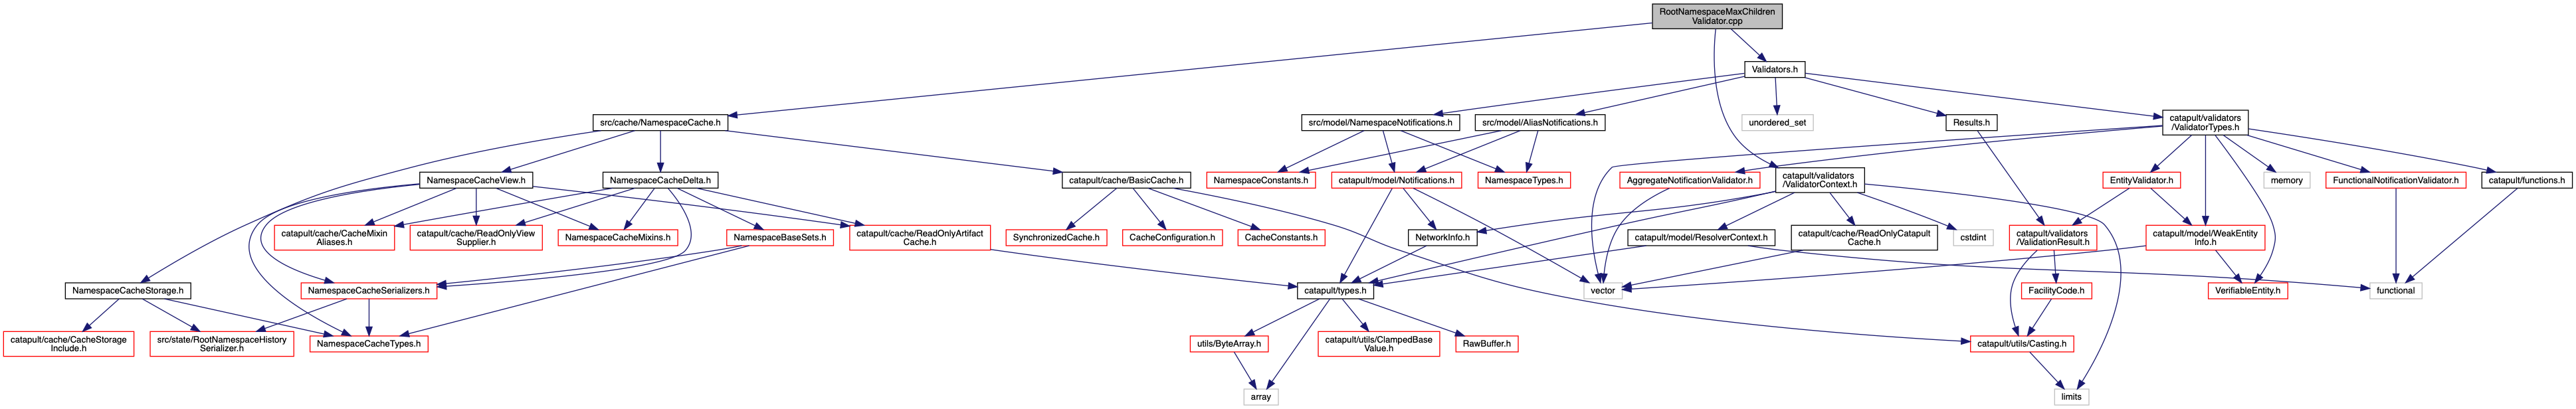 RootNamespaceMaxChildren
Validator.cpp
Validators.h
src/cache/NamespaceCache.h
src/model/NamespaceNotifications.h
src/model/AliasNotifications.h
unordered_set
Results.h
catapult/validators
/ValidatorTypes.h
NamespaceCacheView.h
NamespaceCacheDelta.h
catapult/cache/BasicCache.h
NamespaceConstants.h
catapult/model/Notifications.h
NamespaceTypes.h
AggregateNotificationValidator.h
catapult/validators
/ValidatorContext.h
EntityValidator.h
memory
FunctionalNotificationValidator.h
catapult/functions.h
catapult/cache/CacheMixin
Aliases.h
catapult/cache/ReadOnlyView
Supplier.h
NamespaceCacheMixins.h
NamespaceBaseSets.h
catapult/cache/ReadOnlyArtifact
Cache.h
SynchronizedCache.h
CacheConfiguration.h
CacheConstants.h
NetworkInfo.h
catapult/model/ResolverContext.h
catapult/cache/ReadOnlyCatapult
Cache.h
cstdint
catapult/validators
/ValidationResult.h
catapult/model/WeakEntity
Info.h
NamespaceCacheStorage.h
NamespaceCacheSerializers.h
catapult/types.h
vector
FacilityCode.h
VerifiableEntity.h
functional
catapult/cache/CacheStorage
Include.h
src/state/RootNamespaceHistory
Serializer.h
NamespaceCacheTypes.h
utils/ByteArray.h
catapult/utils/ClampedBase
Value.h
RawBuffer.h
catapult/utils/Casting.h
array
limits